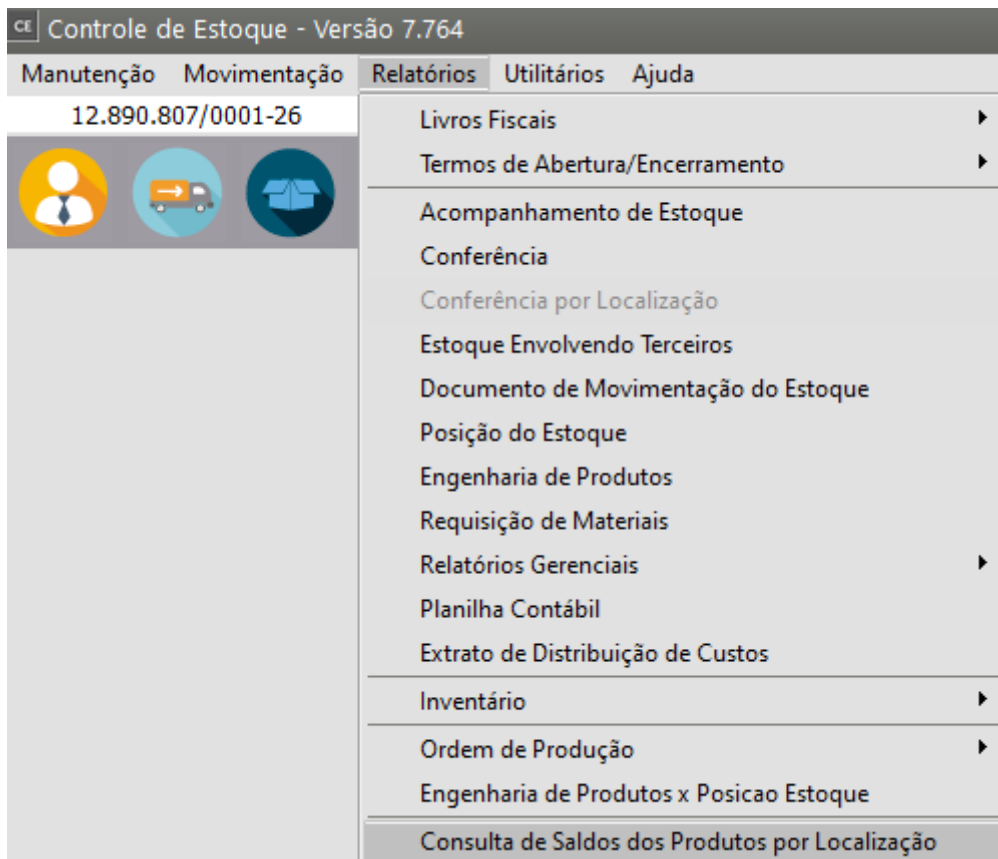 CE Controle de Estoque - Versão 7.764
Manutenção Movimentação Relatórios Utilitários Ajuda
12.890.807/0001-26
Livros Fiscais
Termos de Abertura/Encerramento
Acompanhamento de Estoque
Conferência
Conferência por Localização
Estoque Envolvendo Terceiros
Documento de Movimentação do Estoque
Posição do Estoque
Engenharia de Produtos
Requisição de Materiais
Relatórios Gerenciais
Planilha Contábil
Extrato de Distribuição de Custos
Inventário
Ordem de Produção
Engenharia de Produtos x Posicao Estoque
Consulta de Saldos dos Produtos por Localização